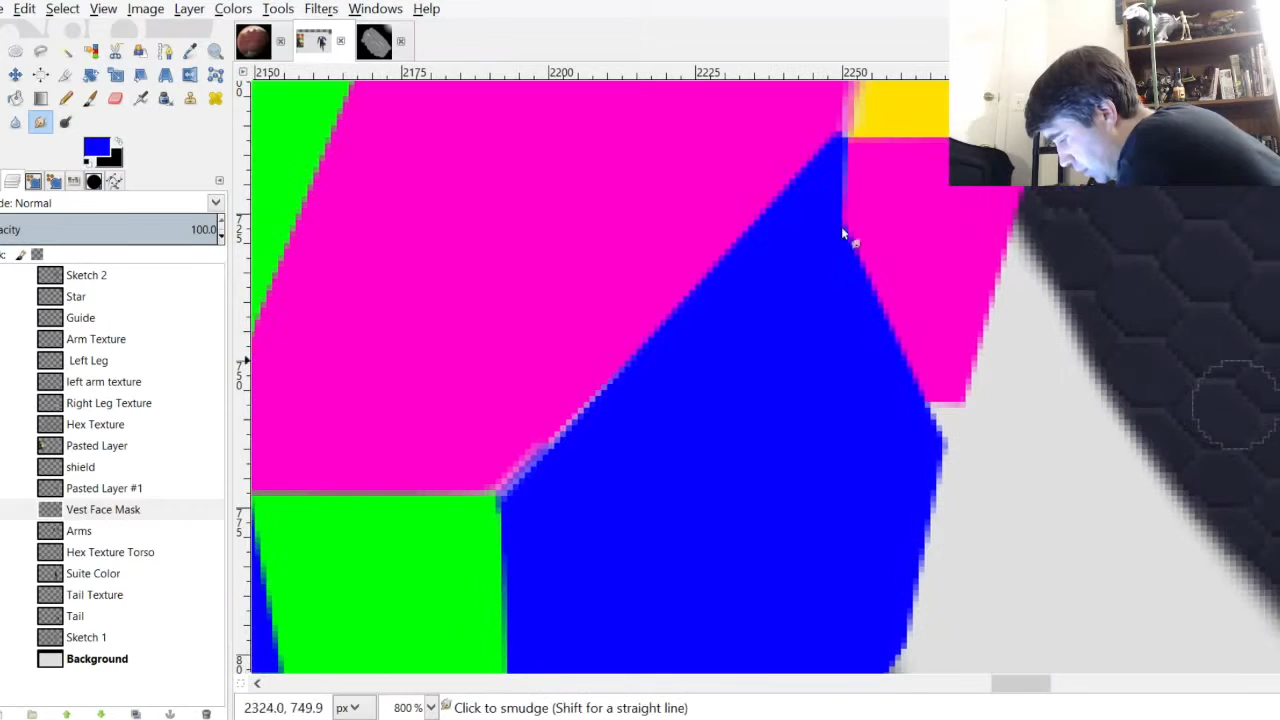 e Edit Select View Image Layer Colors Tools Filters Windows Help
2150 2175 2200 2225 2250
de: Normal
acity 100.0
Sketch 2
Star
Guide
Arm Texture
Left Leg
left arm texture
Right Leg Texture
Hex Texture
Pasted Layer
shield
Pasted Layer #1
Vest Face Mask
Arms
Hex Texture Torso
Suite Color
Tail Texture
Tail
Sketch 1
Background
2324.0, 749.9 px 800 % Click to smudge (Shift for a straight line)